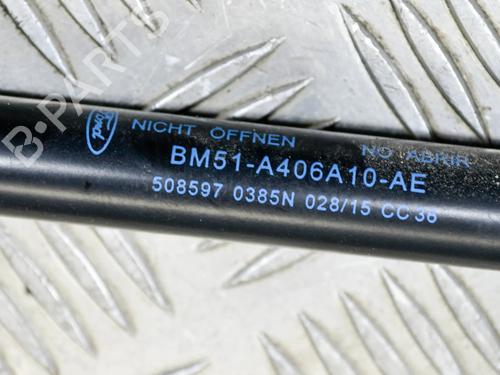 Ford NICHT OFFNEN NO ABRIR
BM51-A406A10-AE
508597 0385N 028/15 CC 36
B-Parts